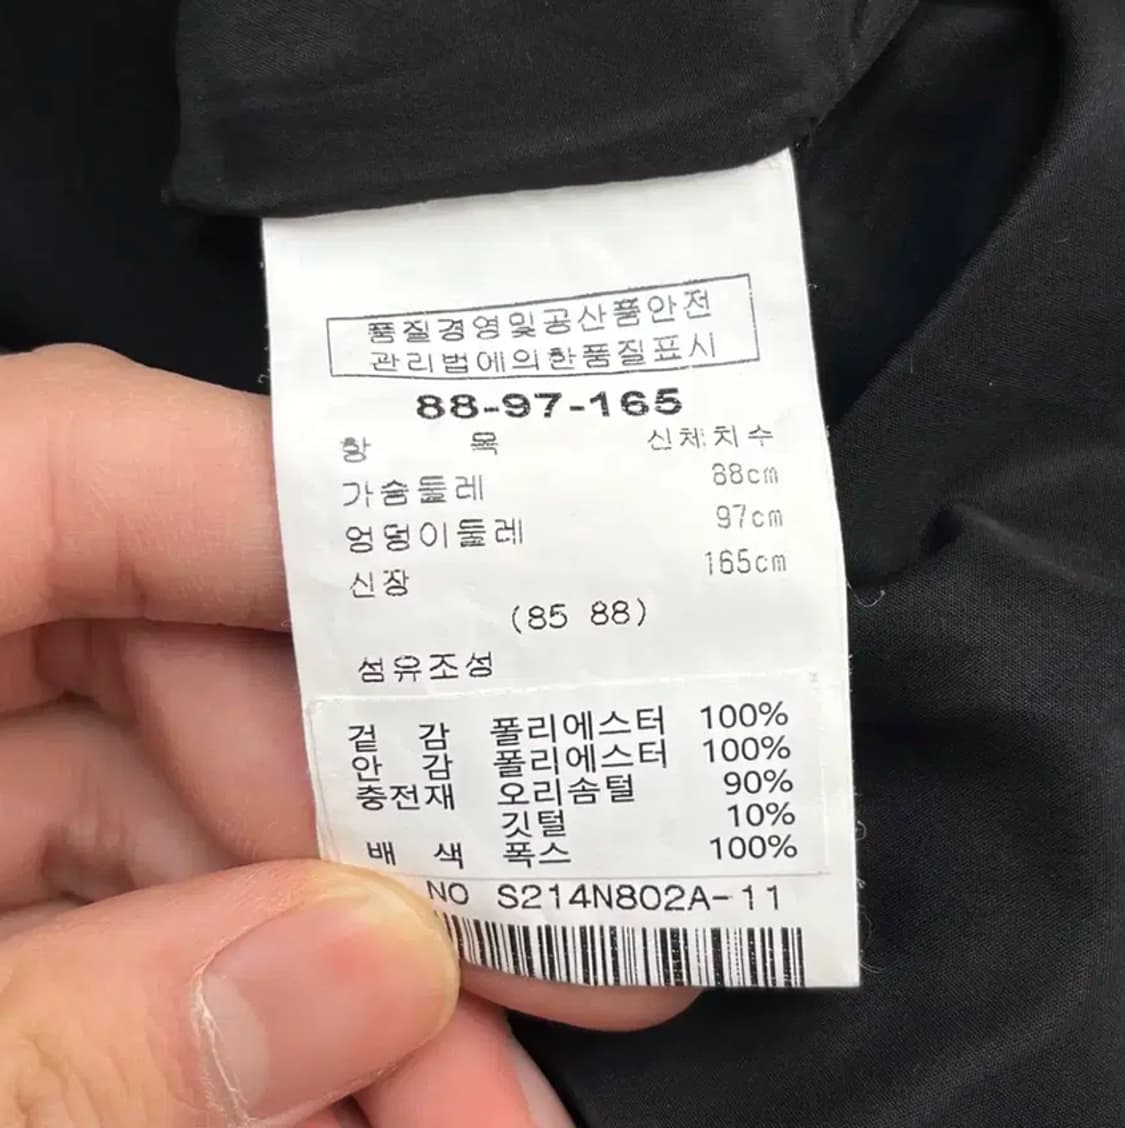 품질경영및공산품안전
관리법에의한품질표시
88-97-165
항 목 신체치수
가슴둘레 88cm
엉덩이둘레 97cm
신장 165cm
(85 88)
섬유조성
겉 감 폴리에스터 100%
안 감 폴리에스터 100%
충전재 오리솜털 90%
깃털 10%
배 색 폭스 100%
NO S214N802A-11